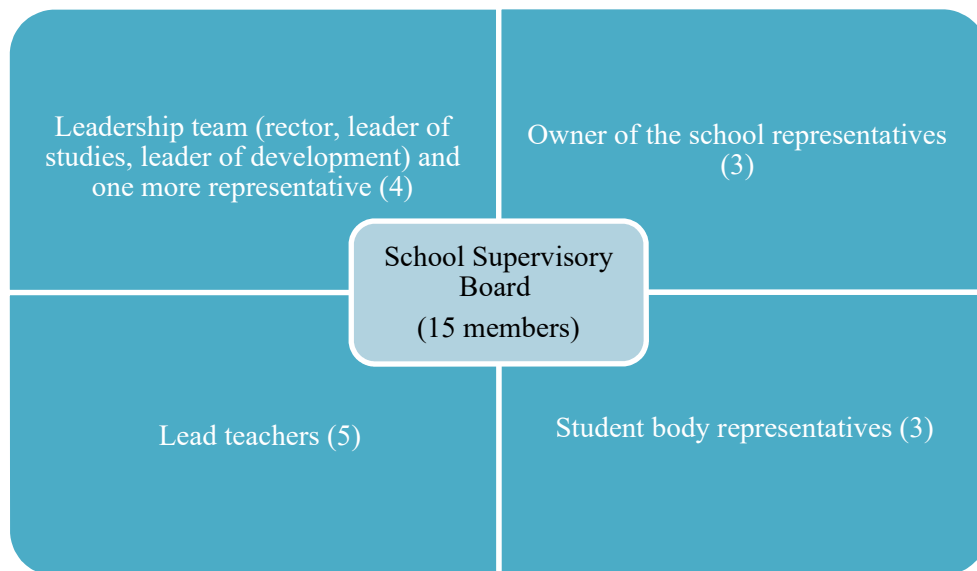 Leadership team (rector, leader of
studies, leader of development) and
one more representative (4)
Owner of the school representatives
(3)
School Supervisory
Board
(15 members)
Lead teachers (5)
Student body representatives (3)